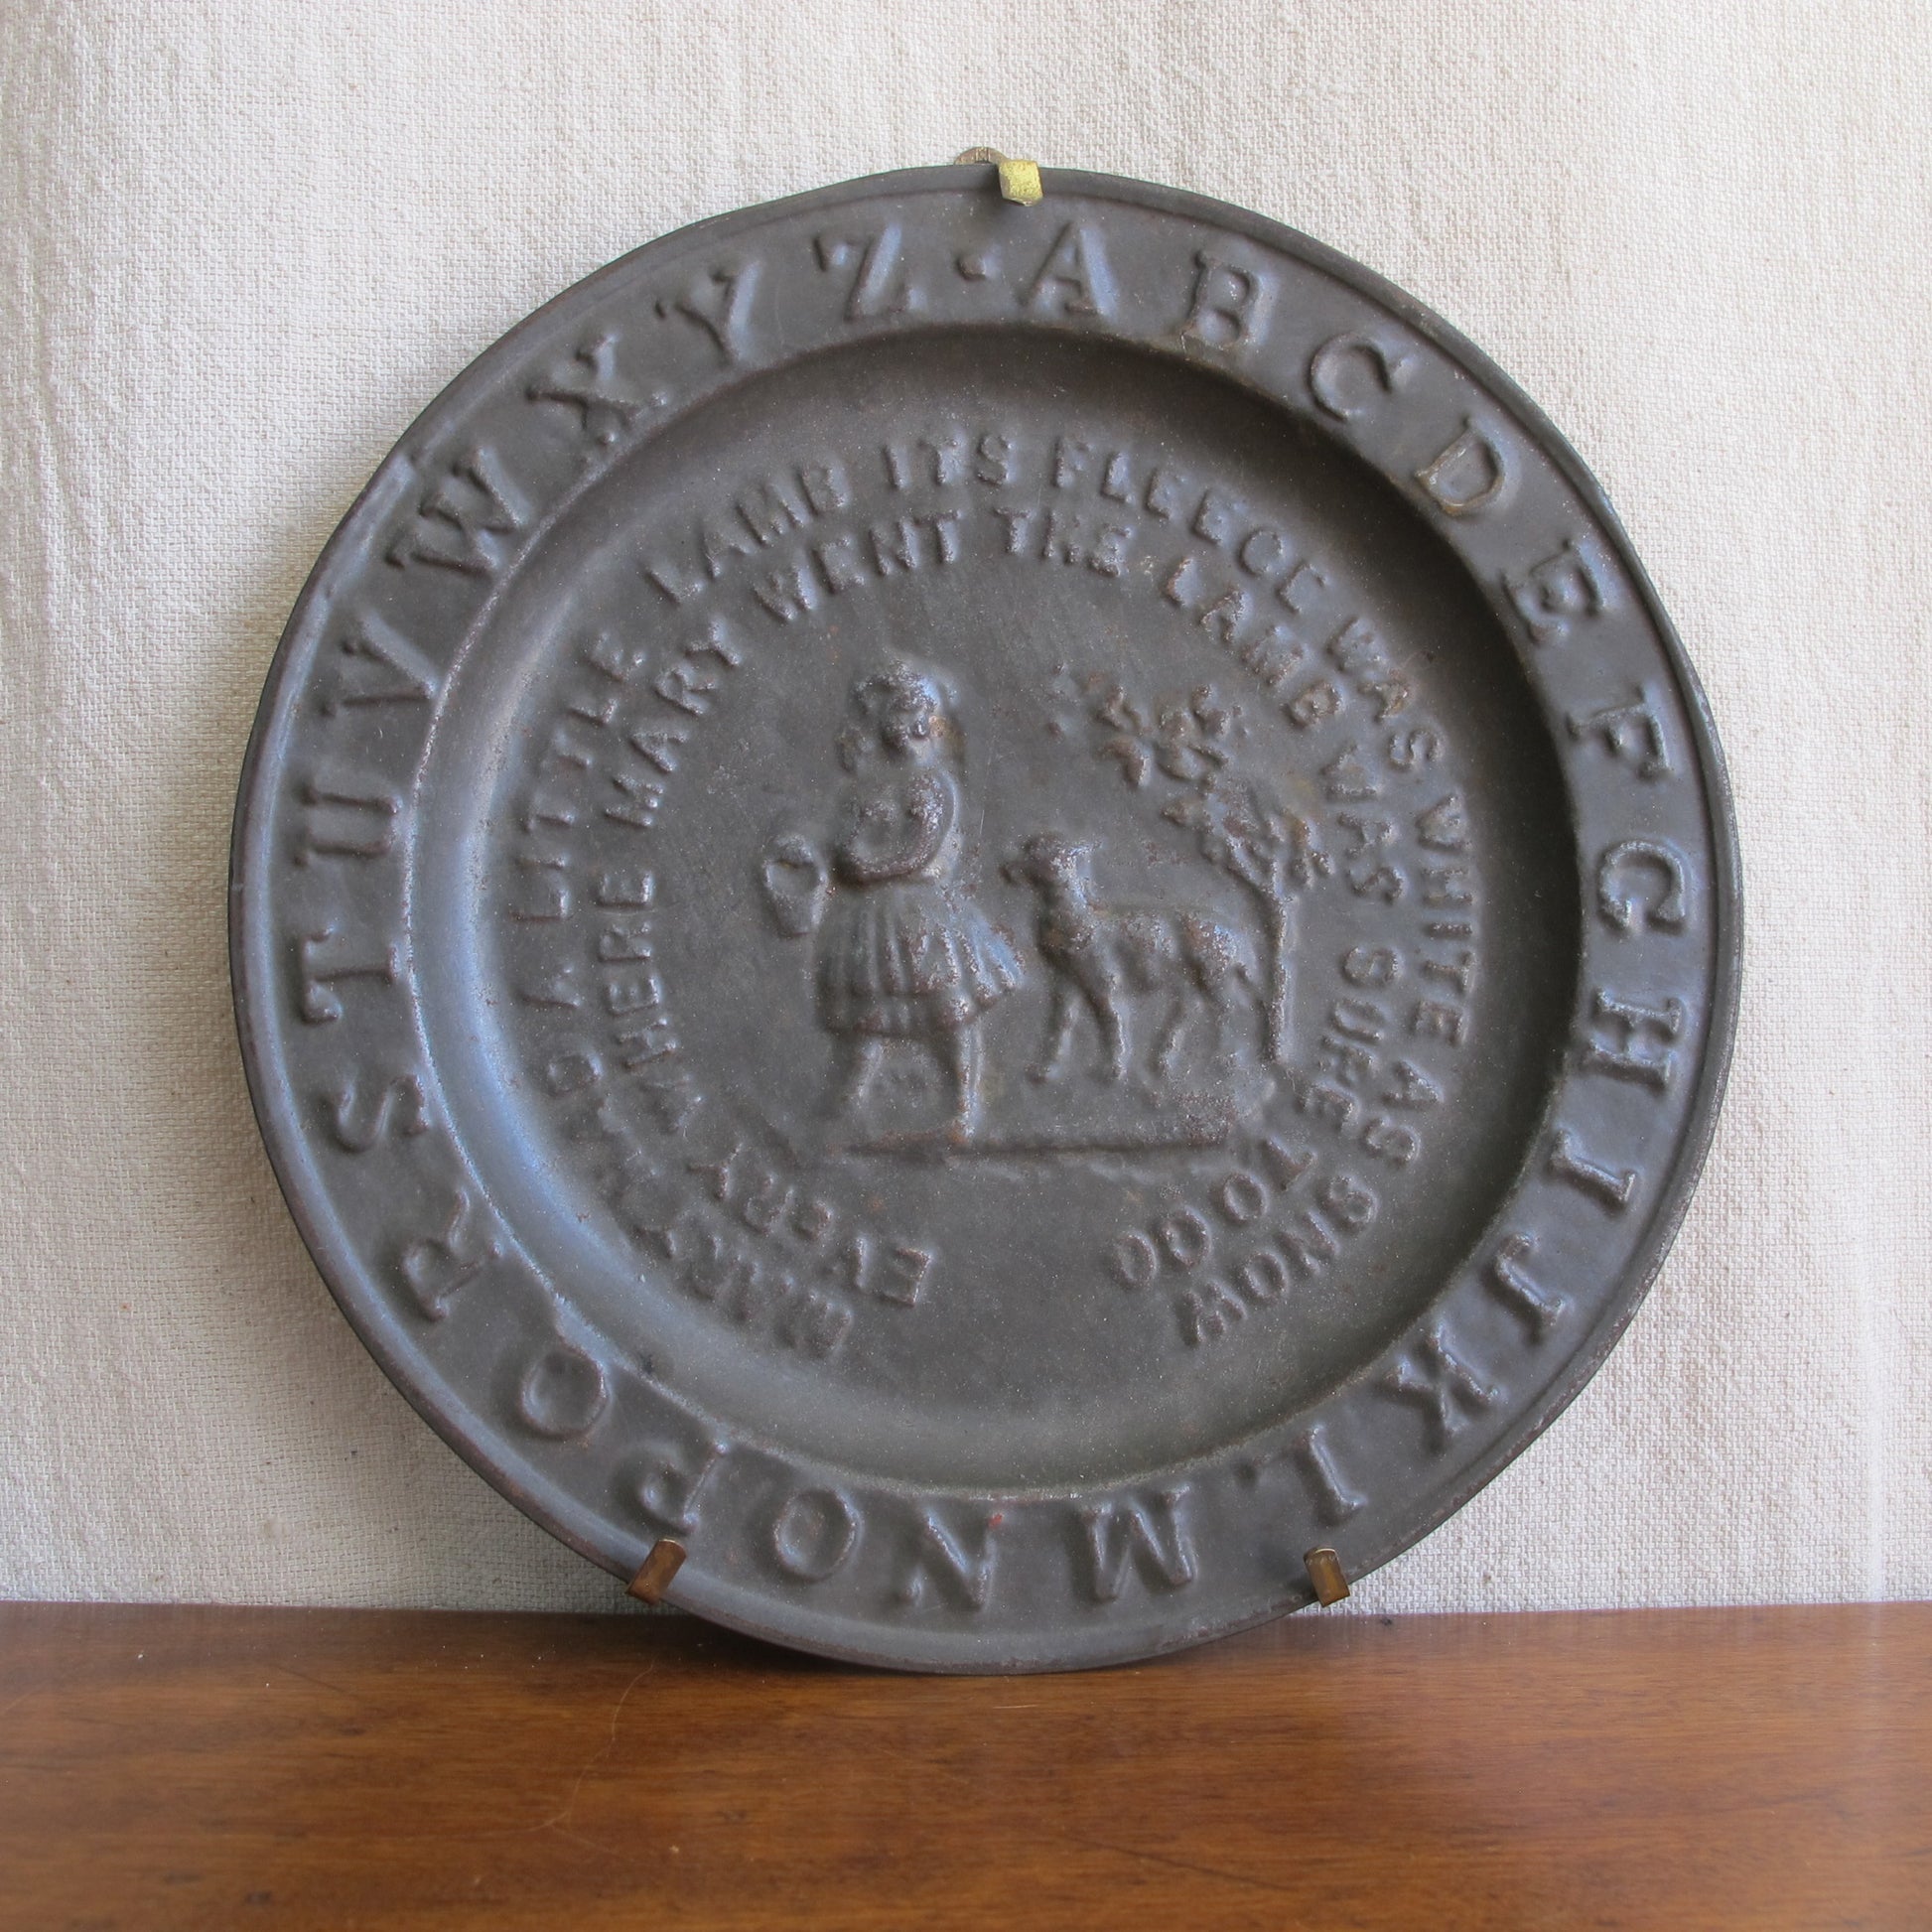 A B C D E F G H I J K L M N O P Q R S T U V W X Y Z ·
MARY HAD A LITTLE LAMB ITS FLEECE WAS WHITE AS SNOW
EVERY WHERE MARY WENT THE LAMB WAS SURE TO GO